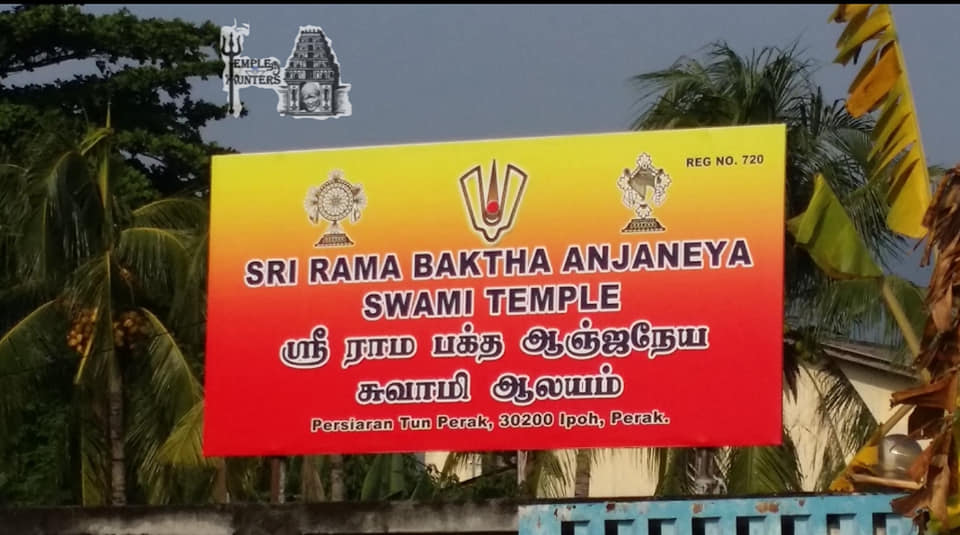 TEMPLE
HUNTERS
REG NO. 720
SRI RAMA BAKTHA ANJANEYA
SWAMI TEMPLE
ஸ்ரீ ராம பக்த ஆஞ்ஜநேய
சுவாமி ஆலயம்
Persiaran Tun Perak, 30200 Ipoh, Perak.